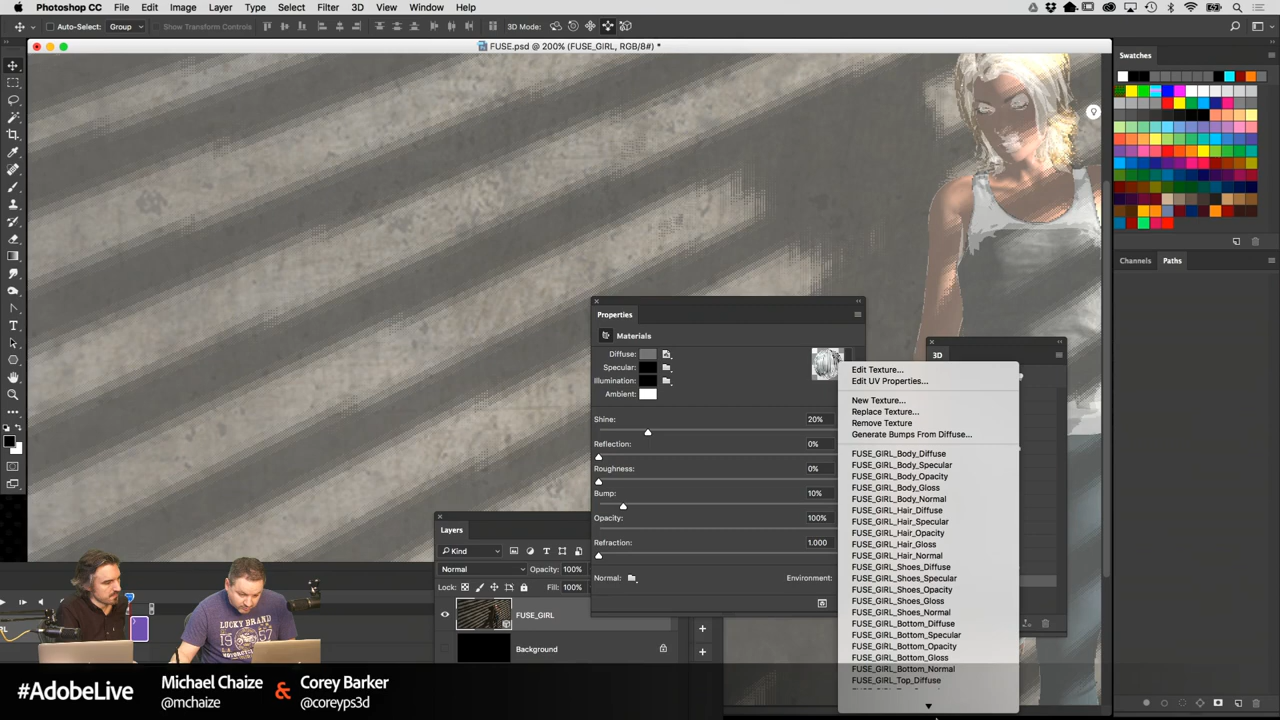 Photoshop CC File Edit Image Layer Type Select Filter 3D View Window Help
Auto-Select: Group Show Transform Controls 3D Mode:
FUSE.psd @ 200% (FUSE_GIRL, RGB/8#) *
Swatches
Channels Paths
Properties
Materials
Diffuse:
Specular:
Illumination:
Ambient:
Shine: 20%
Reflection: 0%
Roughness: 0%
Bump: 10%
Opacity: 100%
Refraction: 1.000
Normal: Environment:
3D
Edit Texture...
Edit UV Properties...
New Texture...
Replace Texture...
Remove Texture
Generate Bumps From Diffuse...
FUSE_GIRL_Body_Diffuse
FUSE_GIRL_Body_Specular
FUSE_GIRL_Body_Opacity
FUSE_GIRL_Body_Gloss
FUSE_GIRL_Body_Normal
FUSE_GIRL_Hair_Diffuse
FUSE_GIRL_Hair_Specular
FUSE_GIRL_Hair_Opacity
FUSE_GIRL_Hair_Gloss
FUSE_GIRL_Hair_Normal
FUSE_GIRL_Shoes_Diffuse
FUSE_GIRL_Shoes_Specular
FUSE_GIRL_Shoes_Opacity
FUSE_GIRL_Shoes_Gloss
FUSE_GIRL_Shoes_Normal
FUSE_GIRL_Bottom_Diffuse
FUSE_GIRL_Bottom_Specular
FUSE_GIRL_Bottom_Opacity
FUSE_GIRL_Bottom_Gloss
FUSE_GIRL_Bottom_Normal
FUSE_GIRL_Top_Diffuse
Layers
Kind
Normal Opacity: 100%
Lock: Fill: 100%
FUSE_GIRL
Background
LUCKY BRAND
#AdobeLive
Michael Chaize
@mchaize
&
Corey Barker
@coreyps3d